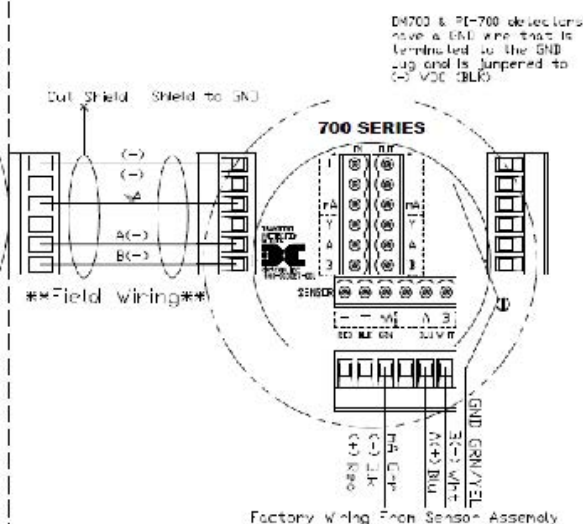 DM700 & PI-700 detectors
have a GND wire that is
terminated to the GND
Lug and is jumpered to
(-) VDC (BLK)
Cut Shield Shield to GND
700 SERIES
IN OUT
(-)
(-)
mA
A(-)
B(-)
mA mA
Y Y
A A
B B
**Field Wiring**
SENSOR
A B
RED BLK GRN BLU WHT
(+) Red
(-) Blk
mA Grn
A(+) Blu
B(-) Wht
GND GRN/YEL
Factory Wiring From Sensor Assembly